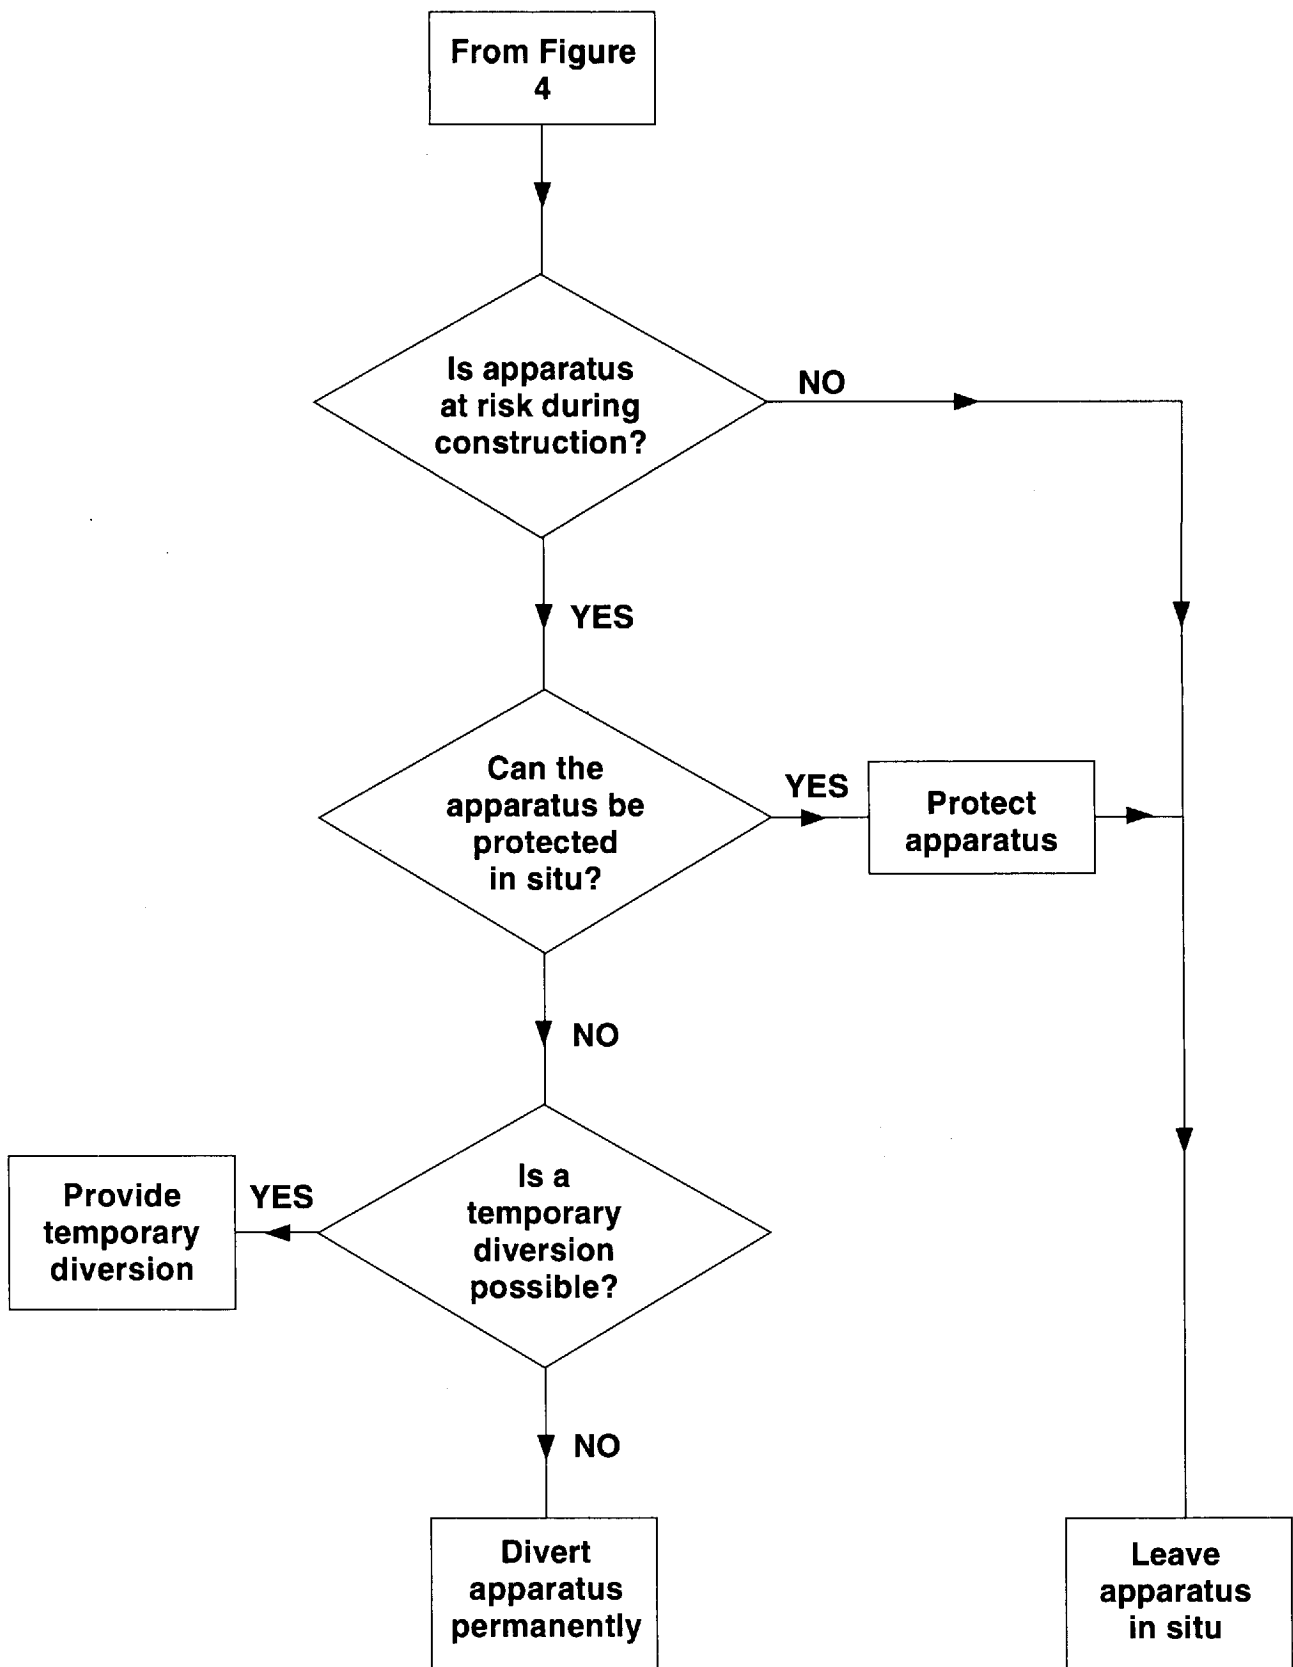 From Figure
4
Is apparatus
at risk during
construction?
NO
YES
Can the
apparatus be
protected
in situ?
YES
Protect
apparatus
NO
Is a
temporary
diversion
possible?
YES
Provide
temporary
diversion
NO
Divert
apparatus
permanently
Leave
apparatus
in situ